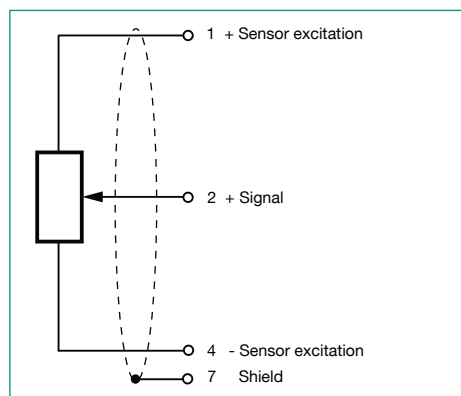 1 + Sensor excitation
2 + Signal
4 - Sensor excitation
7 Shield